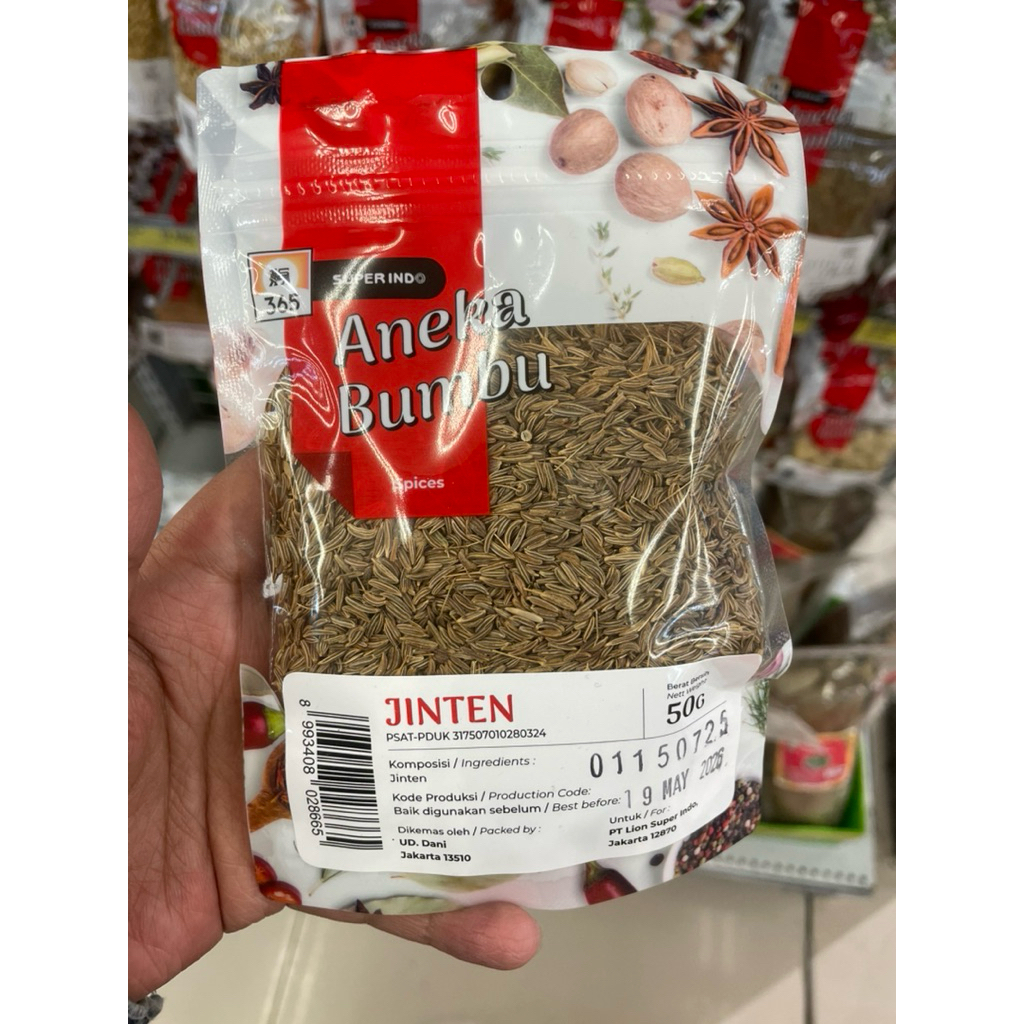 365
SUPER INDO
Aneka
Bumbu
Spices
JINTEN
PSAT-PDUK 317507010280324
Berat Bersih
Nett Weight
50G
Komposisi / Ingredients :
Jinten
01150725
Kode Produksi / Production Code:
Baik digunakan sebelum / Best before: 19 MAY 2026
Dikemas oleh / Packed by :
UD. Dani
Jakarta 13510
Untuk / For :
PT Lion Super Indo,
Jakarta 12870
8 993408 028665
Aneka
Bumbu